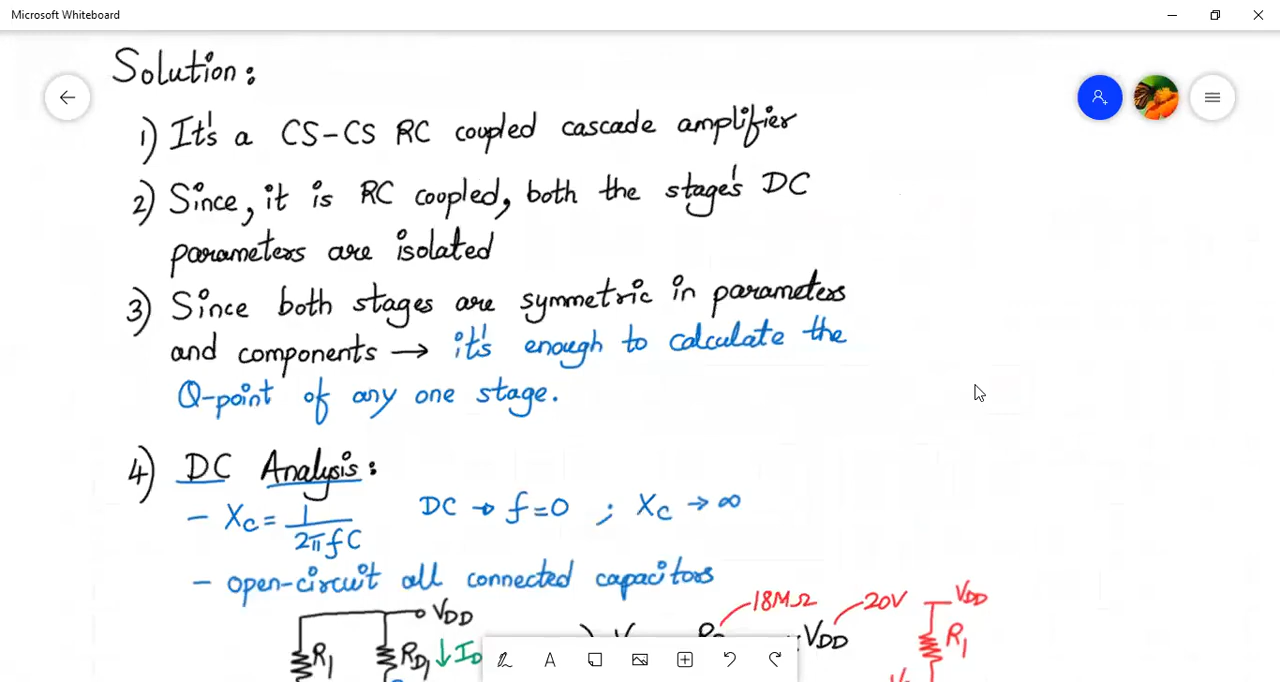 Microsoft Whiteboard
Solution:
1) It's a CS-CS RC coupled cascade amplifier
2) Since, it is RC coupled, both the stage's DC
parameters are isolated
3) Since both stages are symmetric in parameters
and components → it's enough to calculate the
Q-point of any one stage.
4) DC Analysis:
- Xc = 1/2πfC DC → f=0 ; Xc → ∞
- open-circuit all connected capacitors
VDD
18MΩ
20V
VDD
R1
RD1
↓ID
VDD
R1
A